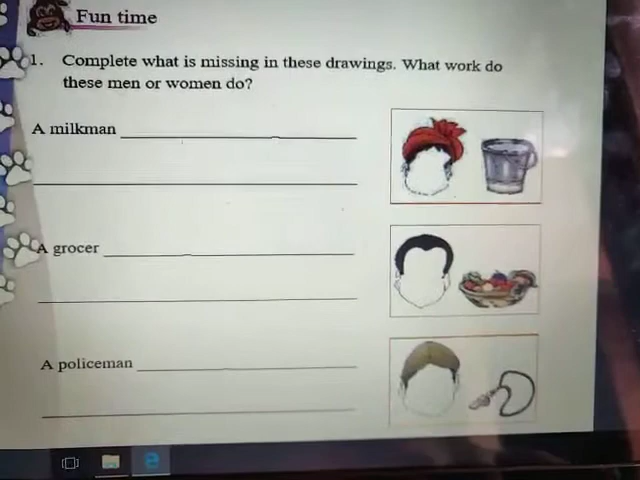 Fun time
1. Complete what is missing in these drawings. What work do
these men or women do?
A milkman
A grocer
A policeman